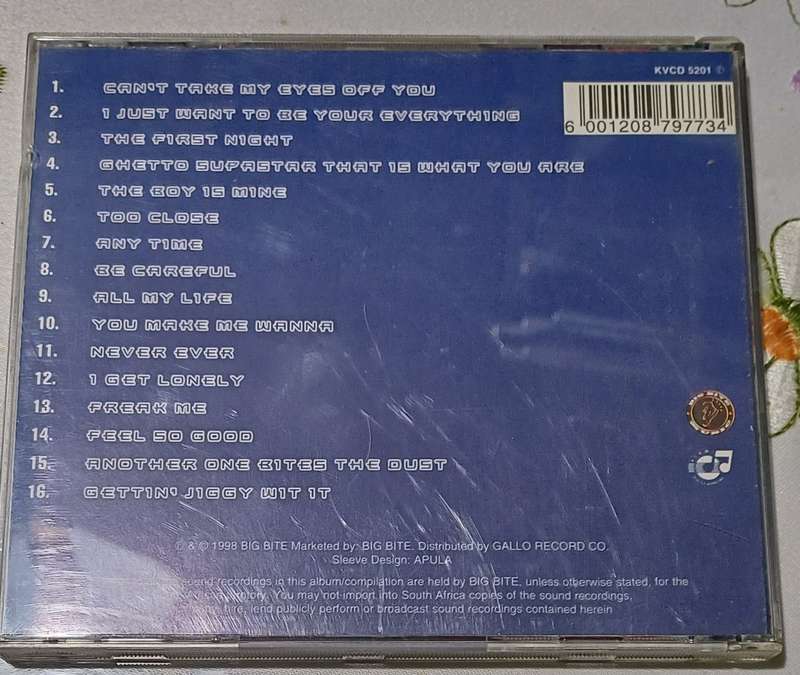 KVCD 5201 ℗
1. CAN'T TAKE MY EYES OFF YOU
2. I JUST WANT TO BE YOUR EVERYTHING
3. THE FIRST NIGHT
4. GHETTO SUPASTAR THAT IS WHAT YOU ARE
5. THE BOY IS MINE
6. TOO CLOSE
7. ANY TIME
8. BE CAREFUL
9. ALL MY LIFE
10. YOU MAKE ME WANNA
11. NEVER EVER
12. I GET LONELY
13. FREAK ME
14. FEEL SO GOOD
15. ANOTHER ONE BITES THE DUST
16. GETTIN' JIGGY WIT IT
6 001208 797734
BIG BITE
MUSIC
℗ & © 1998 BIG BITE Marketed by: BIG BITE. Distributed by GALLO RECORD CO.
Sleeve Design: APULA
sound recordings in this album/compilation are held by BIG BITE, unless otherwise stated, for the
territory. You may not import into South Africa copies of the sound recordings,
hire, lend publicly perform or broadcast sound recordings contained herein